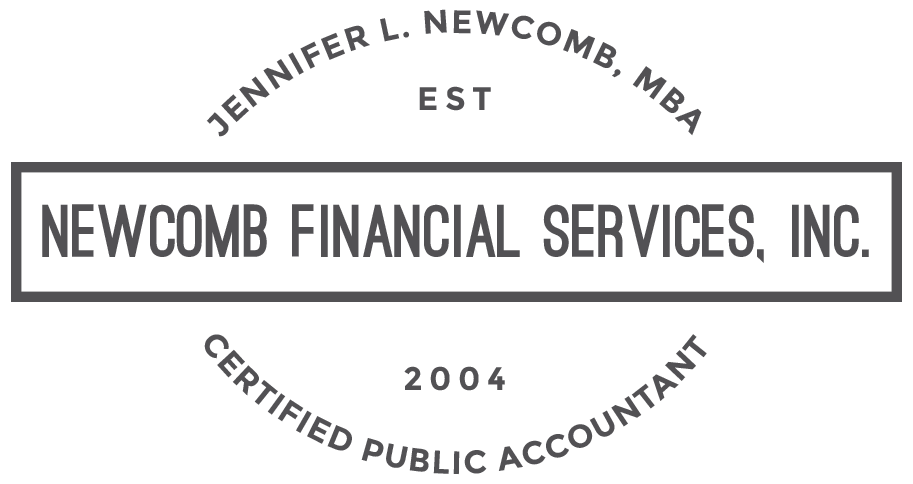 JENNIFER L. NEWCOMB, MBA
EST
NEWCOMB FINANCIAL SERVICES, INC.
2004
CERTIFIED PUBLIC ACCOUNTANT